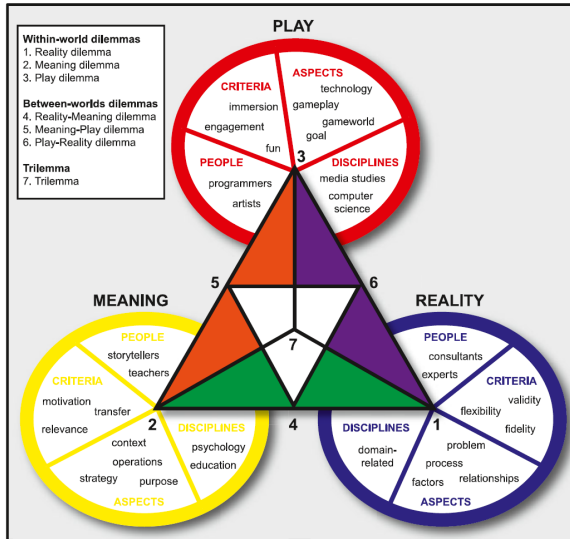 PLAY
Within-world dilemmas
1. Reality dilemma
2. Meaning dilemma
3. Play dilemma
Between-worlds dilemmas
4. Reality-Meaning dilemma
5. Meaning-Play dilemma
6. Play-Reality dilemma
Trilemma
7. Trilemma
CRITERIA
immersion
engagement
fun
ASPECTS
technology
gameplay
gameworld
goal
PEOPLE
programmers
artists
3
DISCIPLINES
media studies
computer
science
5
6
7
MEANING
PEOPLE
storytellers
teachers
CRITERIA
motivation
transfer
relevance
2
context
operations
strategy
purpose
ASPECTS
DISCIPLINES
psychology
education
4
REALITY
PEOPLE
consultants
experts
CRITERIA
validity
flexibility
fidelity
1
DISCIPLINES
domain-
related
problem
process
relationships
factors
ASPECTS